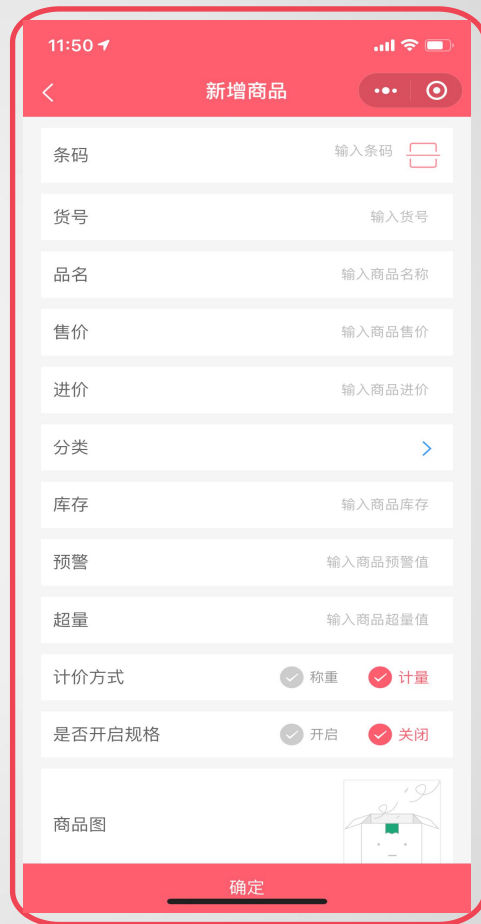 11:50
新增商品
条码 输入条码
货号 输入货号
品名 输入商品名称
售价 输入商品售价
进价 输入商品进价
分类
库存 输入商品库存
预警 输入商品预警值
超量 输入商品超量值
计价方式 称重 计量
是否开启规格 开启 关闭
商品图
确定